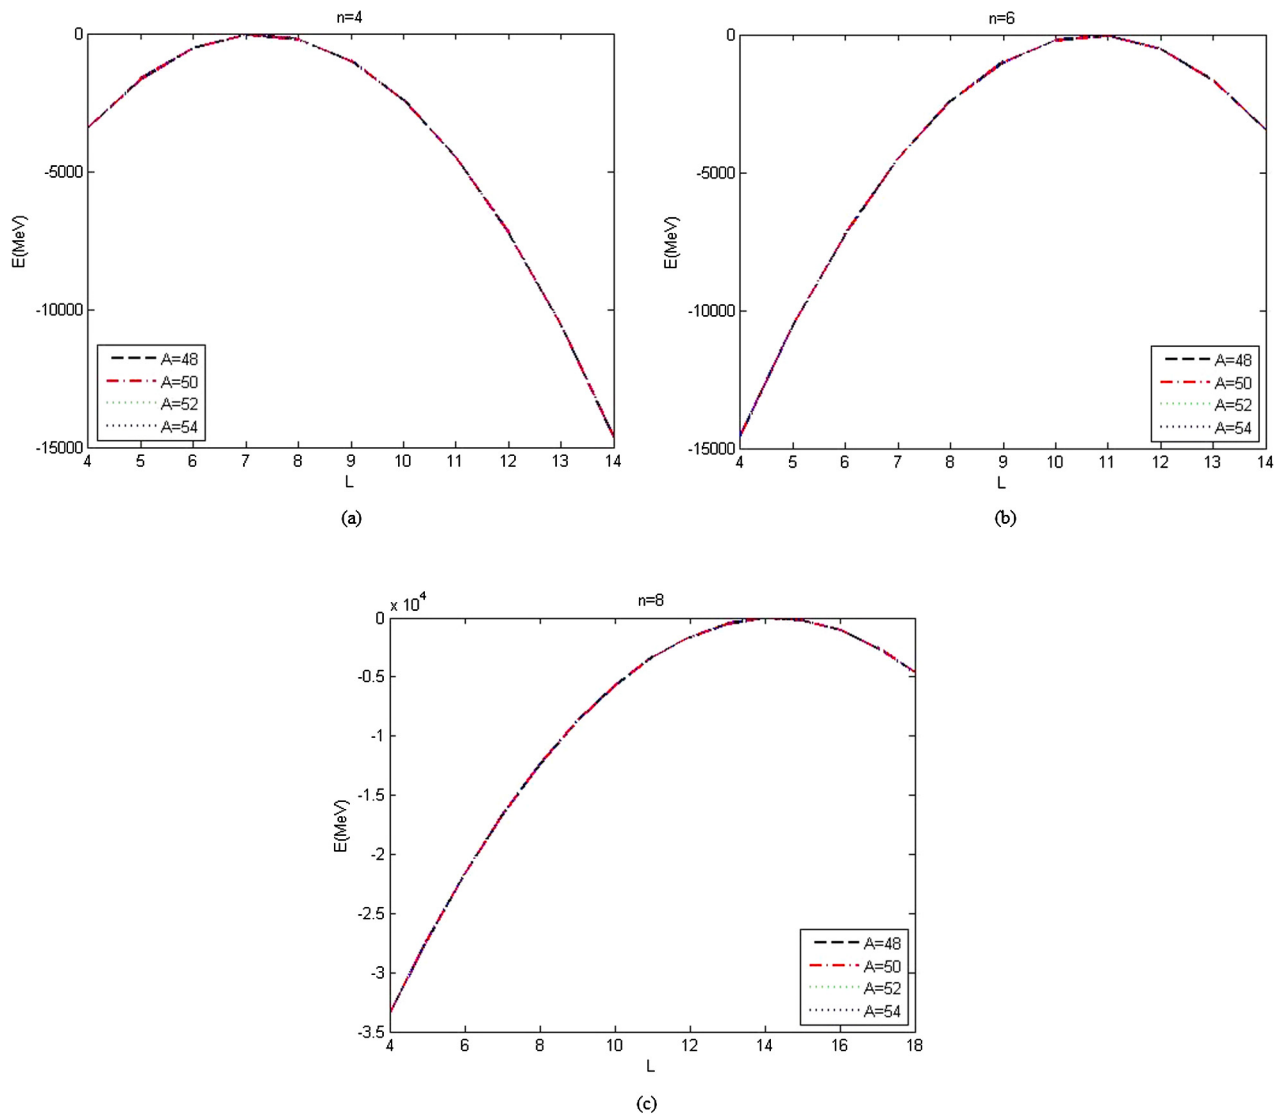 n=4
0
-5000
-10000
-15000
E(MeV)
A=48
A=50
A=52
A=54
4 5 6 7 8 9 10 11 12 13 14
L
(a)
n=6
0
-5000
-10000
-15000
E(MeV)
A=48
A=50
A=52
A=54
4 5 6 7 8 9 10 11 12 13 14
L
(b)
x 10^4
n=8
0
-0.5
-1
-1.5
-2
-2.5
-3
-3.5
E(MeV)
A=48
A=50
A=52
A=54
4 6 8 10 12 14 16 18
L
(c)